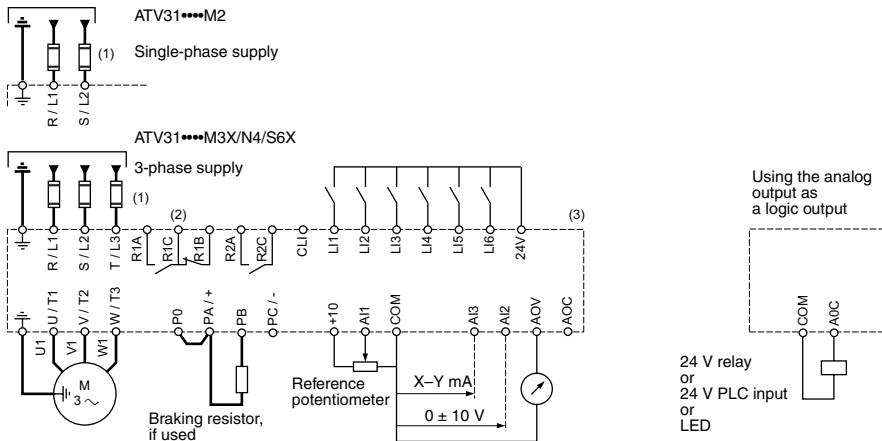 ATV31••••M2
(1)
Single-phase supply
R / L1
S / L2
ATV31••••M3X/N4/S6X
3-phase supply
(1)
(2)
(3)
R / L1
S / L2
T / L3
R1A
R1C
R1B
R2A
R2C
CLI
LI1
LI2
LI3
LI4
LI5
LI6
24V
U / T1
V / T2
W / T3
P0
PA / +
PB
PC / -
+10
AI1
COM
AI3
AI2
AOV
AOC
U1
V1
W1
M
3 ~
Braking resistor,
if used
Reference
potentiometer
X–Y mA
0 ± 10 V
Using the analog
output as
a logic output
COM
A0C
24 V relay
or
24 V PLC input
or
LED